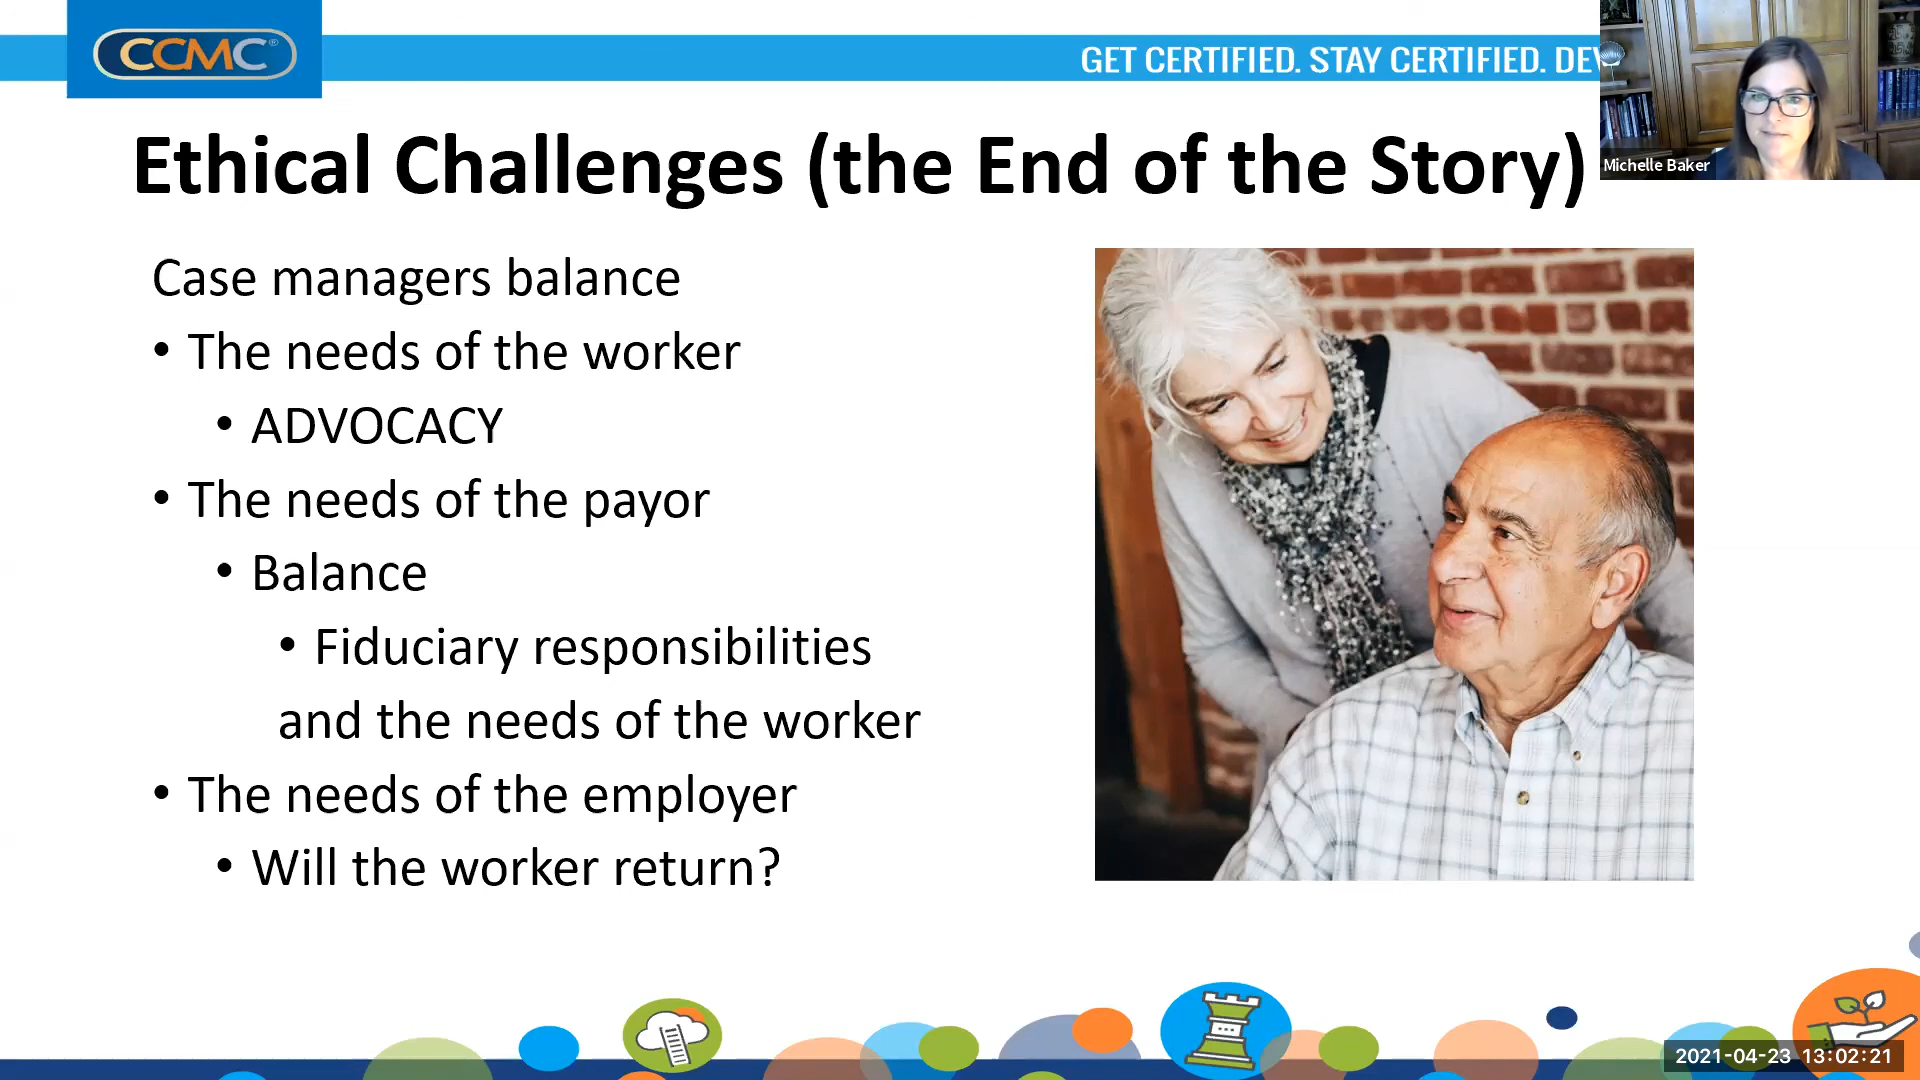 CCMC®
GET CERTIFIED. STAY CERTIFIED. DEV
Michelle Baker
Ethical Challenges (the End of the Story)
Case managers balance
• The needs of the worker
• ADVOCACY
• The needs of the payor
• Balance
• Fiduciary responsibilities
and the needs of the worker
• The needs of the employer
• Will the worker return?
2021-04-23 13:02:21